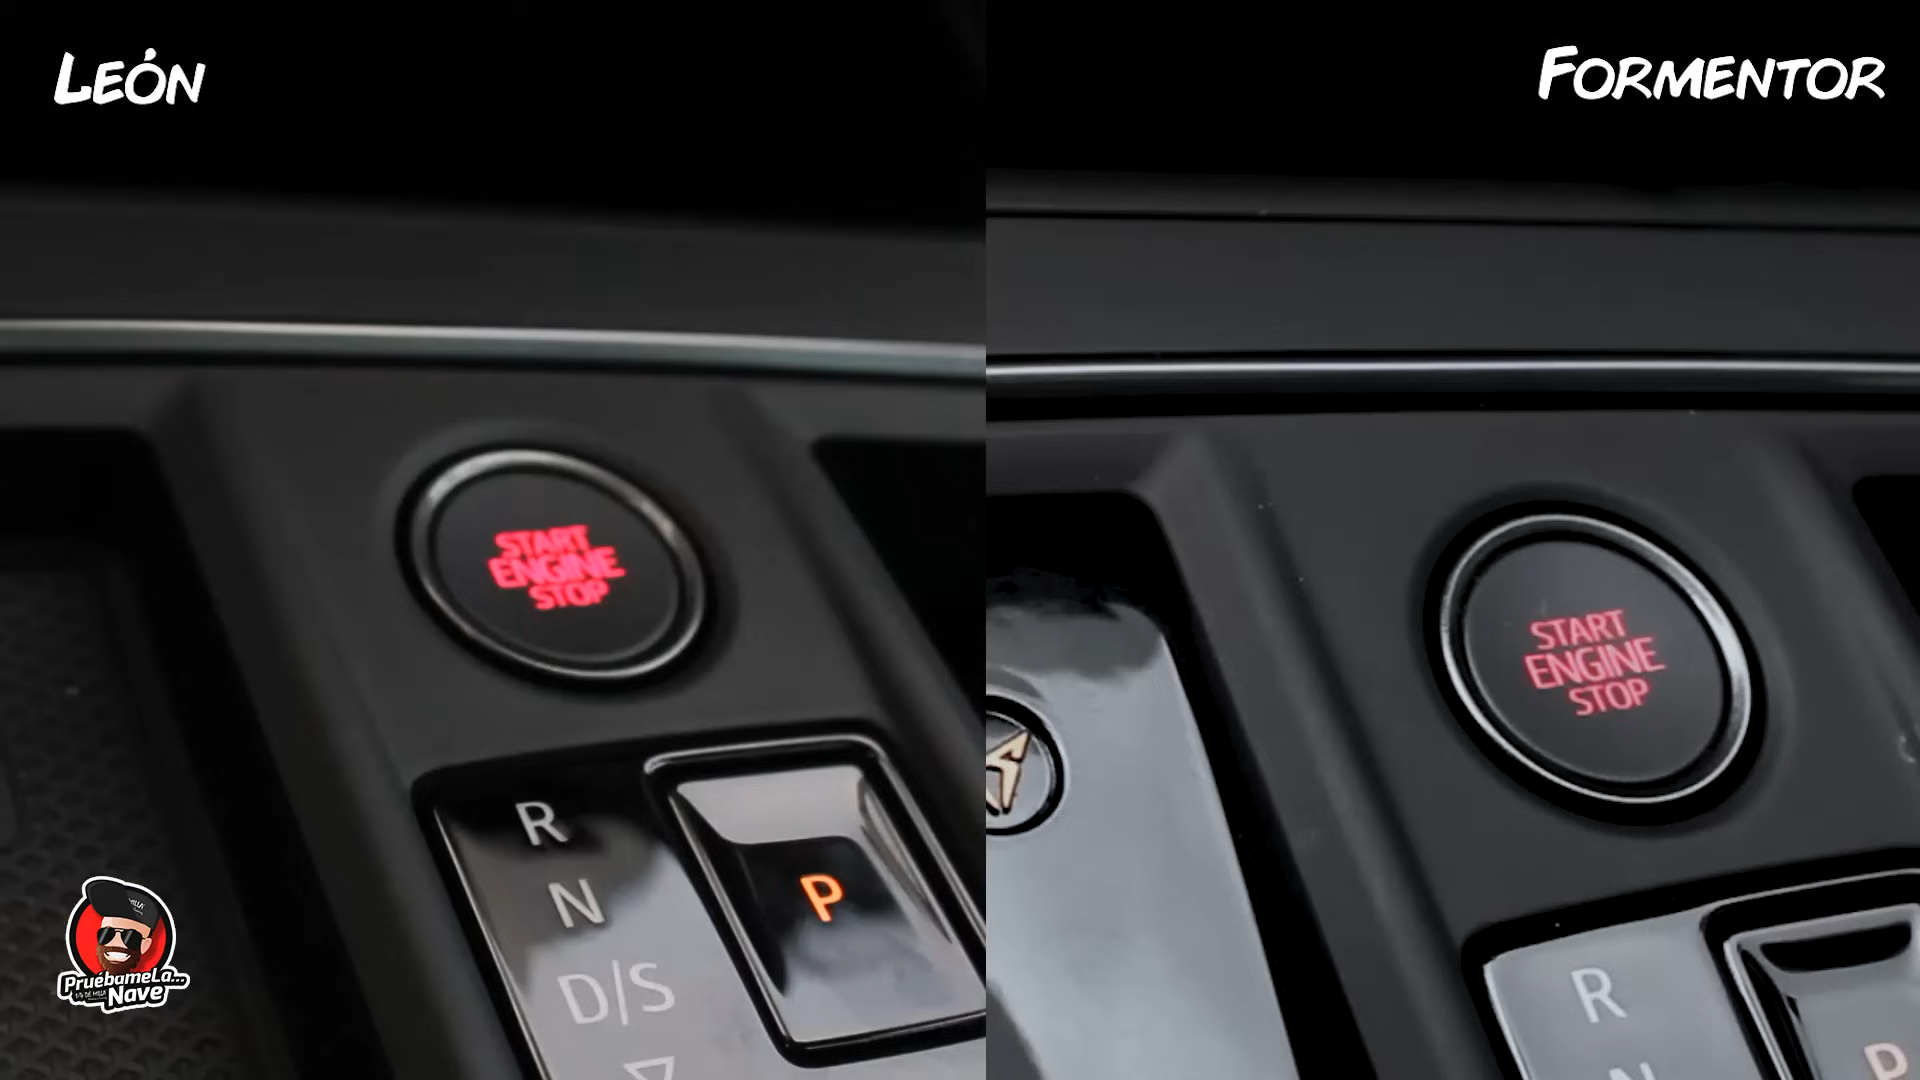 LEÓN
FORMENTOR
START
ENGINE
STOP
R
N
D/S
P
START
ENGINE
STOP
R
N
P
PruébameLa...
Nave